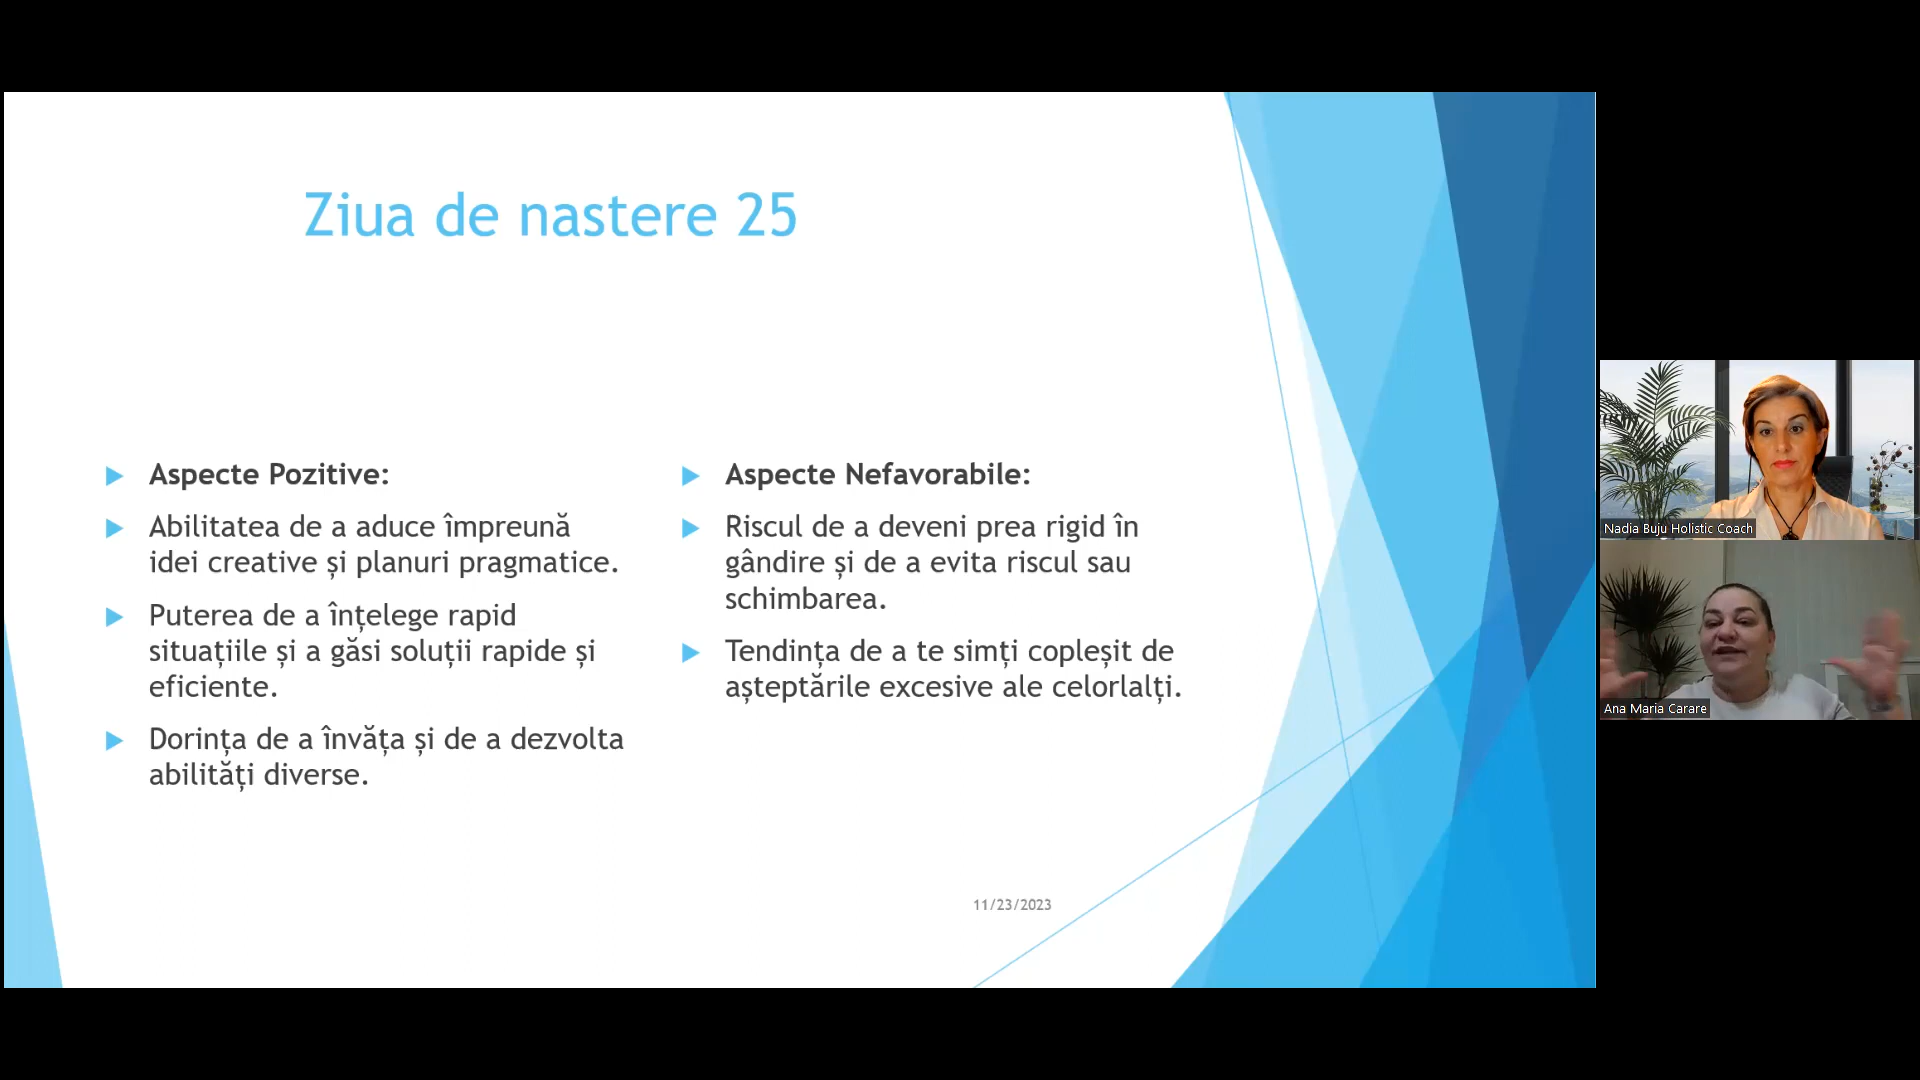 Ziua de nastere 25
Aspecte Pozitive:
Abilitatea de a aduce împreună
idei creative și planuri pragmatice.
Puterea de a înțelege rapid
situațiile și a găsi soluții rapide și
eficiente.
Dorința de a învăța și de a dezvolta
abilități diverse.
Aspecte Nefavorabile:
Riscul de a deveni prea rigid în
gândire și de a evita riscul sau
schimbarea.
Tendința de a te simți copleșit de
așteptările excesive ale celorlalți.
11/23/2023
Nadia Buju Holistic Coach
Ana Maria Carare